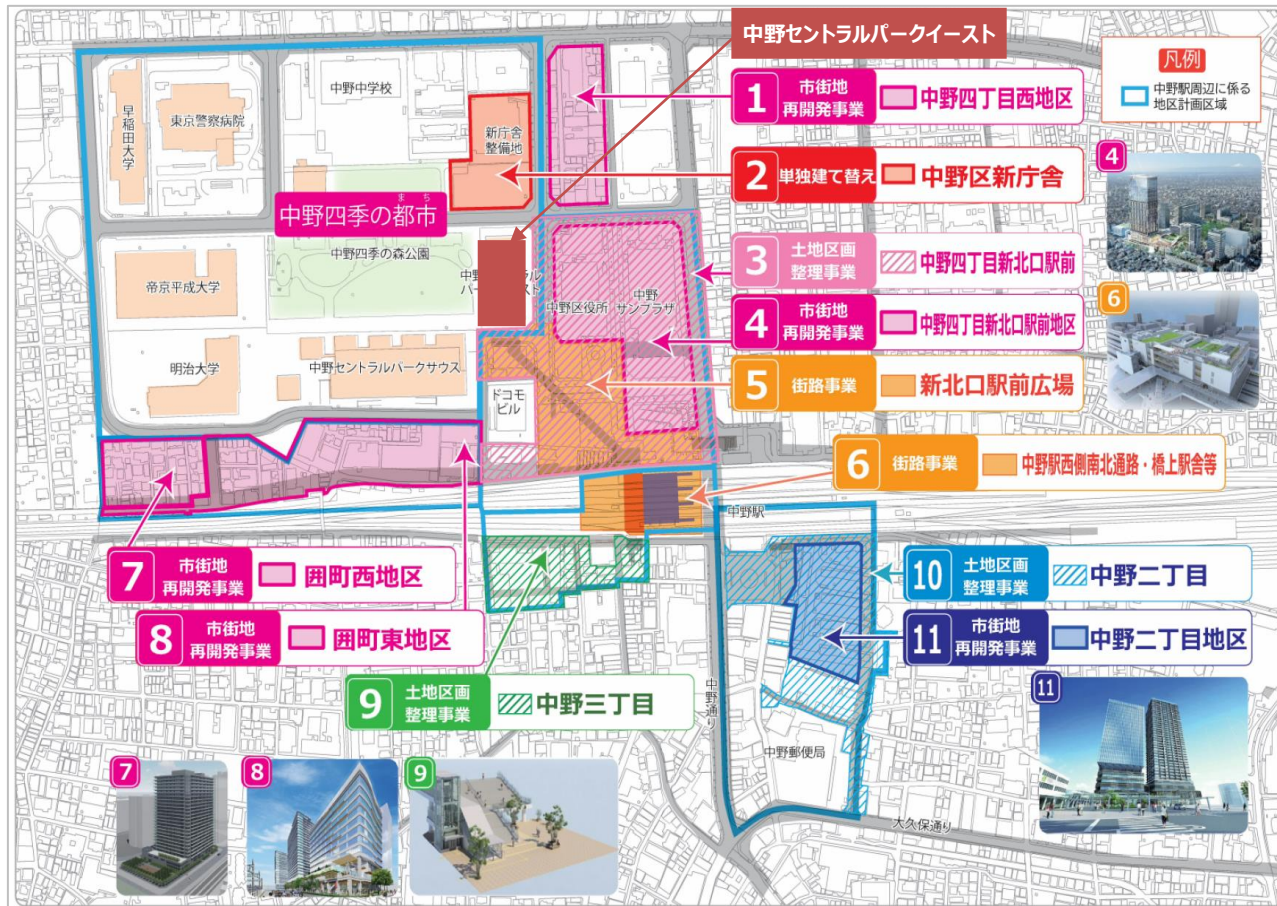 中野セントラルパークイースト
凡例
中野駅周辺に係る
地区計画区域
1
市街地
再開発事業
中野四丁目西地区
2
単独建て替え
中野区新庁舎
3
土地区画
整理事業
中野四丁目新北口駅前
4
市街地
再開発事業
中野四丁目新北口駅前地区
5
街路事業
新北口駅前広場
6
街路事業
中野駅西側南北通路・橋上駅舎等
7
市街地
再開発事業
囲町西地区
8
市街地
再開発事業
囲町東地区
9
土地区画
整理事業
中野三丁目
10
土地区画
整理事業
中野二丁目
11
市街地
再開発事業
中野二丁目地区
早稲田大学
東京警察病院
中野中学校
新庁舎
整備地
まち
中野四季の都市
中野四季の森公園
帝京平成大学
明治大学
中野セントラルパークサウス
中野区役所
中野
サンプラザ
ドコモ
ビル
中野駅
中野通り
中野郵便局
大久保通り
4
6
7
8
9
11